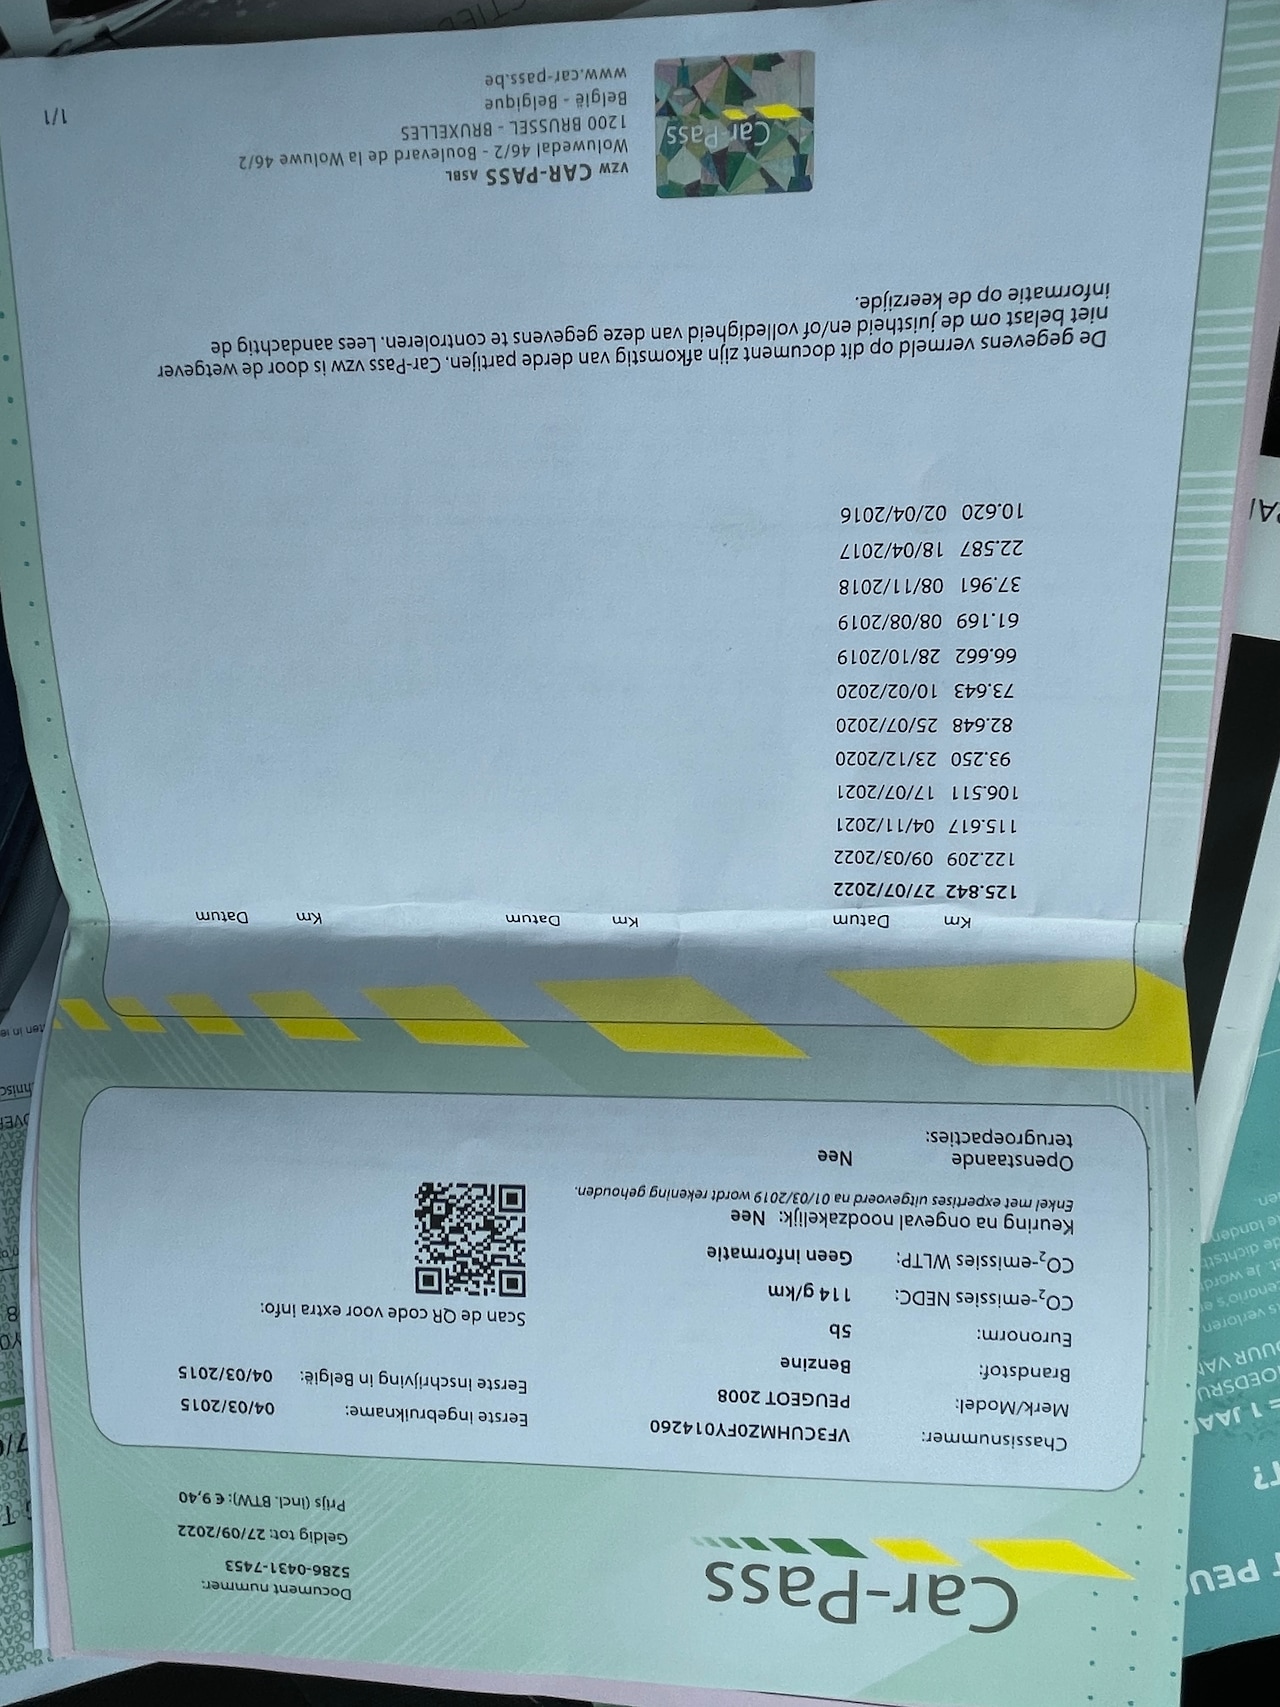 Car-Pass
Document nummer:
5286-0431-7453
Geldig tot: 27/09/2022
Prijs (incl. BTW): € 9,40
Chassisnummer: VF3CUHMZ0FY014260
Merk/Model: PEUGEOT 2008
Brandstof: Benzine
Euronorm: 5b
CO₂-emissies NEDC: 114 g/km
CO₂-emissies WLTP: Geen informatie
Keuring na ongeval noodzakelijk: Nee
Enkel met expertises uitgevoerd na 01/03/2019 wordt rekening gehouden.
Openstaande
terugroepacties: Nee
Eerste ingebruikname: 04/03/2015
Eerste inschrijving in België: 04/03/2015
Scan de QR code voor extra info:
Km Datum Km Datum Km Datum
125.842 27/07/2022
122.209 09/03/2022
115.617 04/11/2021
106.511 17/07/2021
93.250 23/12/2020
82.648 25/07/2020
73.643 10/02/2020
66.662 28/10/2019
61.169 08/08/2019
37.961 08/11/2018
22.587 18/04/2017
10.620 02/04/2016
De gegevens vermeld op dit document zijn afkomstig van derde partijen. Car-Pass vzw is door de wetgever
niet belast om de juistheid en/of volledigheid van deze gegevens te controleren. Lees aandachtig de
informatie op de keerzijde.
Car-Pass
VZW CAR-PASS ASBL
Woluwedal 46/2 - Boulevard de la Woluwe 46/2
1200 BRUSSEL - BRUXELLES
België - Belgique
www.car-pass.be
1/1